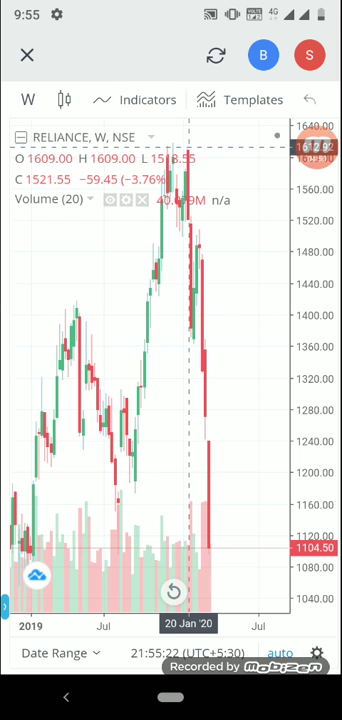 9:55
4G
B
S
W
Indicators
Templates
RELIANCE, W, NSE
O 1609.00 H 1609.00 L
C 1521.55 −59.45 (−3.76%)
Volume (20) n/a
1640.00
1560.00
1520.00
1480.00
1440.00
1400.00
1360.00
1320.00
1280.00
1240.00
1200.00
1160.00
1120.00
1104.50
1080.00
1040.00
2019
Jul
20 Jan '20
Jul
Date Range
21:55:22 (UTC+5:30)
auto
Recorded by Mobizen